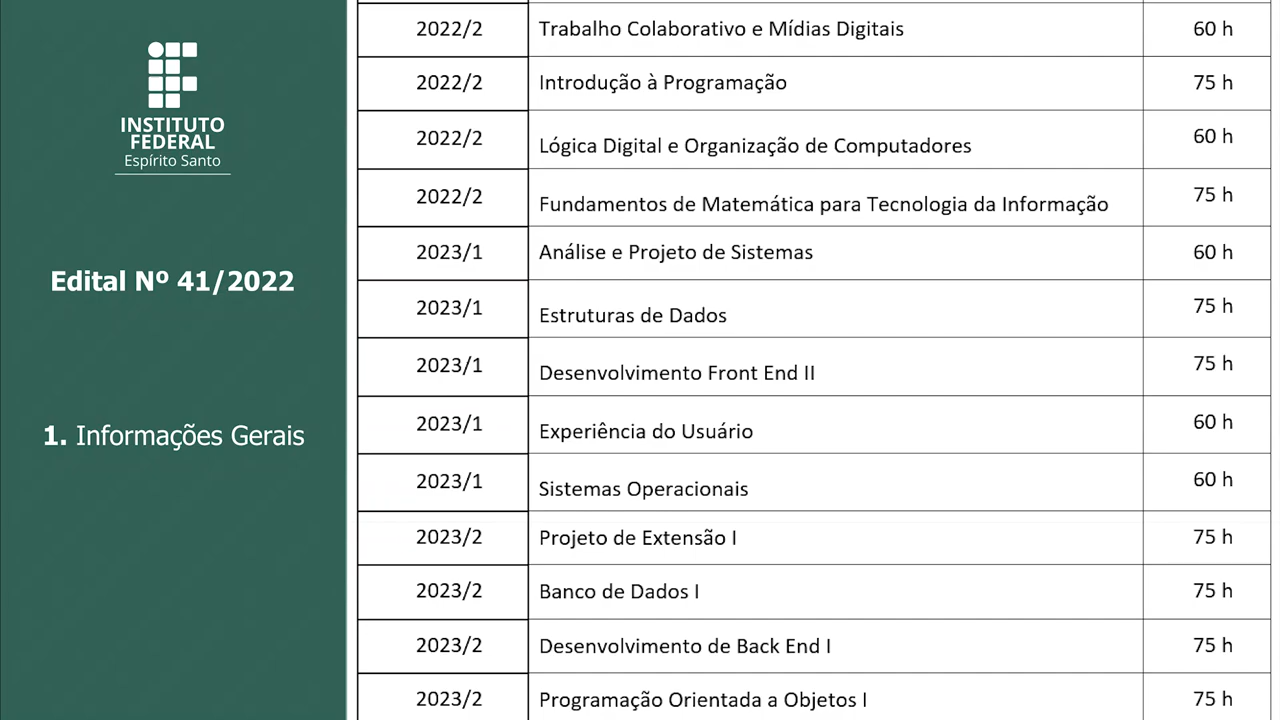 INSTITUTO
FEDERAL
Espírito Santo
Edital Nº 41/2022
1. Informações Gerais
2022/2 Trabalho Colaborativo e Mídias Digitais 60 h
2022/2 Introdução à Programação 75 h
2022/2 Lógica Digital e Organização de Computadores 60 h
2022/2 Fundamentos de Matemática para Tecnologia da Informação 75 h
2023/1 Análise e Projeto de Sistemas 60 h
2023/1 Estruturas de Dados 75 h
2023/1 Desenvolvimento Front End II 75 h
2023/1 Experiência do Usuário 60 h
2023/1 Sistemas Operacionais 60 h
2023/2 Projeto de Extensão I 75 h
2023/2 Banco de Dados I 75 h
2023/2 Desenvolvimento de Back End I 75 h
2023/2 Programação Orientada a Objetos I 75 h